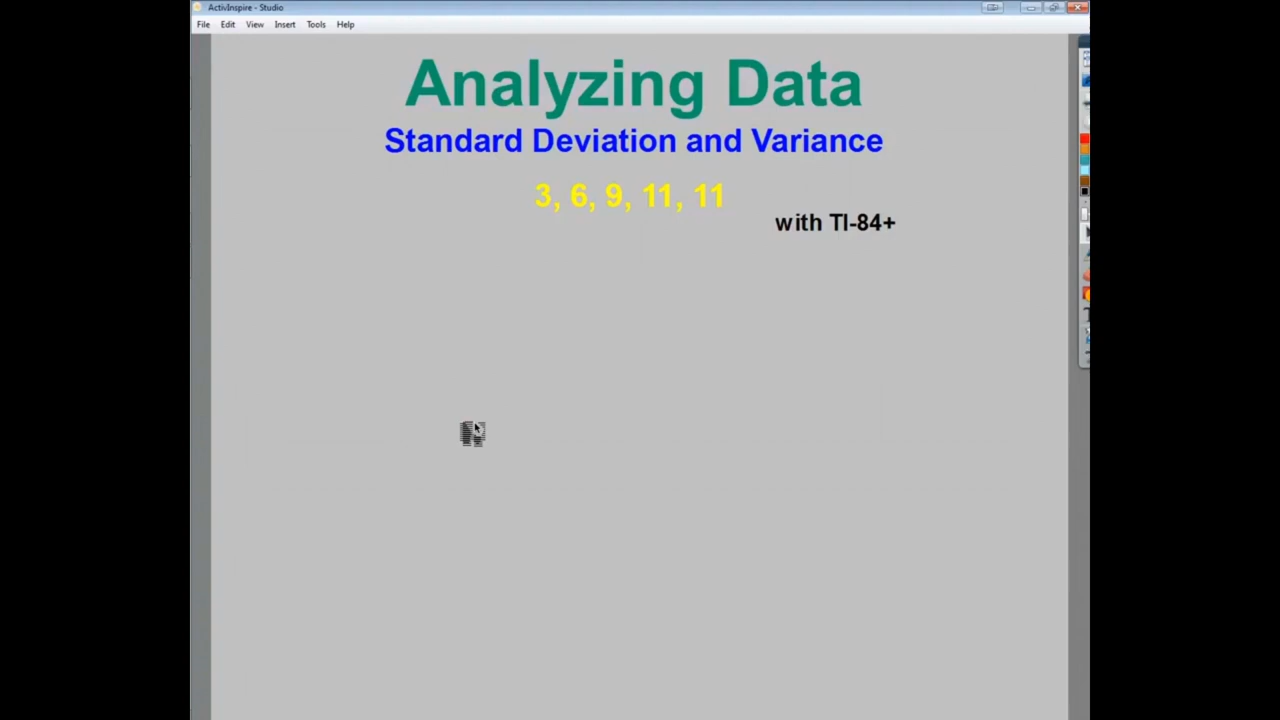 ActivInspire - Studio
File Edit View Insert Tools Help
Analyzing Data
Standard Deviation and Variance
3, 6, 9, 11, 11
with TI-84+